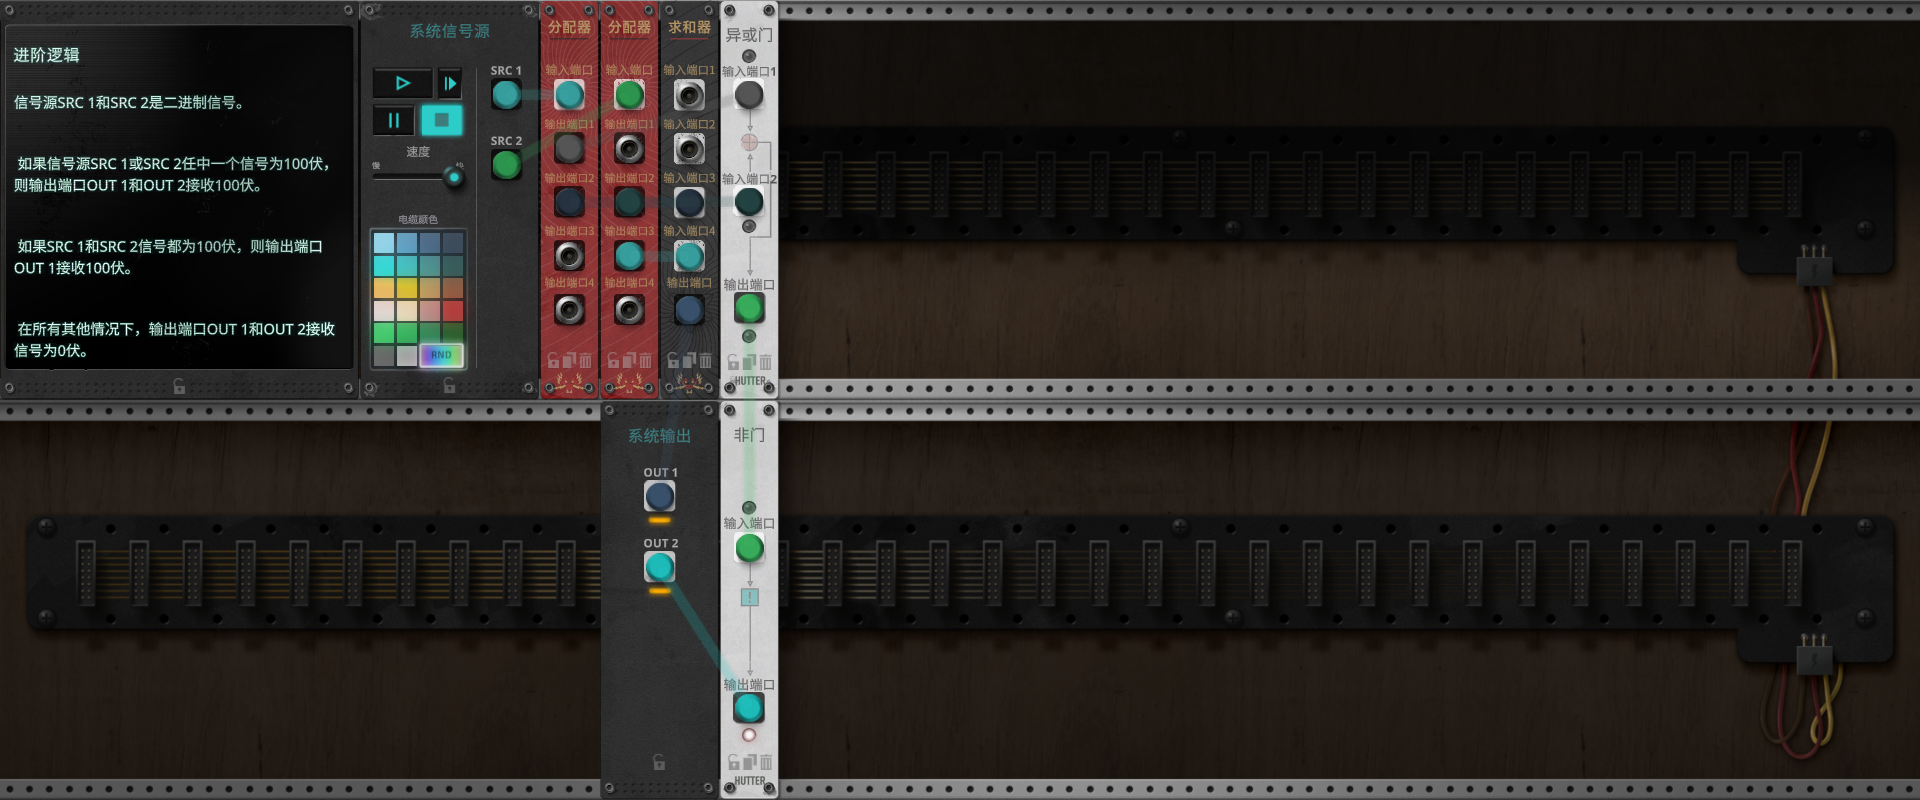 进阶逻辑
信号源SRC 1和SRC 2是二进制信号。
如果信号源SRC 1或SRC 2任中一个信号为100伏，
则输出端口OUT 1和OUT 2接收100伏。
如果SRC 1和SRC 2信号都为100伏，则输出端口
OUT 1接收100伏。
在所有其他情况下，输出端口OUT 1和OUT 2接收
信号为0伏。
系统信号源
SRC 1
SRC 2
速度
慢
快
电缆颜色
RND
分配器
输入端口
输出端口1
输出端口2
输出端口3
输出端口4
分配器
输入端口
输出端口1
输出端口2
输出端口3
输出端口4
求和器
输入端口1
输入端口2
输入端口3
输入端口4
输出端口
异或门
输入端口1
输入端口2
输出端口
HUTTER
系统输出
OUT 1
OUT 2
非门
输入端口
!
输出端口
HUTTER